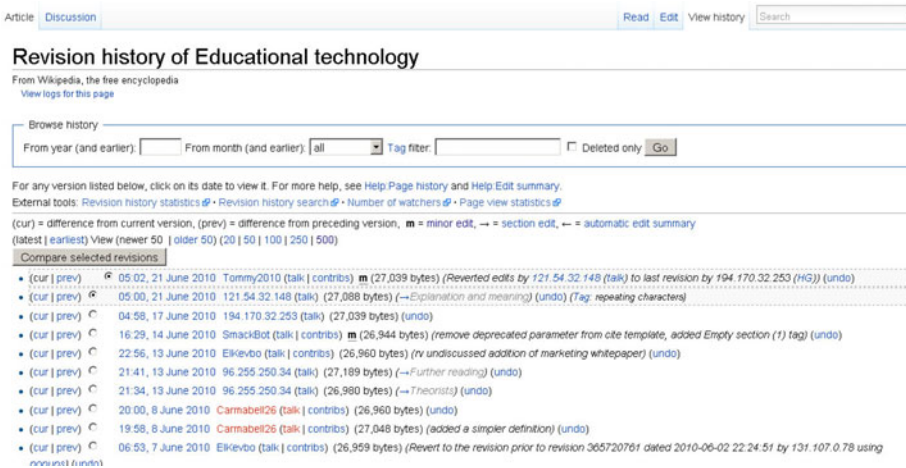 Article Discussion Read Edit View history Search
Revision history of Educational technology
From Wikipedia, the free encyclopedia
View logs for this page
Browse history
From year (and earlier): From month (and earlier): all Tag filter: Deleted only Go
For any version listed below, click on its date to view it. For more help, see Help:Page history and Help:Edit summary.
External tools: Revision history statistics · Revision history search · Number of watchers · Page view statistics
(cur) = difference from current version, (prev) = difference from preceding version, m = minor edit, → = section edit, ← = automatic edit summary
(latest | earliest) View (newer 50 | older 50) (20 | 50 | 100 | 250 | 500)
Compare selected revisions
• (cur | prev) 05:02, 21 June 2010 Tommy2010 (talk | contribs) m (27,039 bytes) (Reverted edits by 121.54.32.148 (talk) to last revision by 194.170.32.253 (HG)) (undo)
• (cur | prev) 05:00, 21 June 2010 121.54.32.148 (talk) (27,088 bytes) (→Explanation and meaning) (undo) (Tag: repeating characters)
• (cur | prev) 04:58, 17 June 2010 194.170.32.253 (talk) (27,039 bytes) (undo)
• (cur | prev) 16:29, 14 June 2010 SmackBot (talk | contribs) m (26,944 bytes) (remove deprecated parameter from cite template, added Empty section (1) tag) (undo)
• (cur | prev) 22:56, 13 June 2010 ElKevbo (talk | contribs) (26,960 bytes) (rv undiscussed addition of marketing whitepaper) (undo)
• (cur | prev) 21:41, 13 June 2010 96.255.250.34 (talk) (27,189 bytes) (→Further reading) (undo)
• (cur | prev) 21:34, 13 June 2010 96.255.250.34 (talk) (26,980 bytes) (→Theorists) (undo)
• (cur | prev) 20:00, 8 June 2010 Carmabell26 (talk | contribs) (26,960 bytes) (undo)
• (cur | prev) 19:58, 8 June 2010 Carmabell26 (talk | contribs) (27,048 bytes) (added a simpler definition) (undo)
• (cur | prev) 06:53, 7 June 2010 ElKevbo (talk | contribs) (26,959 bytes) (Revert to the revision prior to revision 365720761 dated 2010-06-02 22:24:51 by 131.107.0.78 using
popups) (undo)